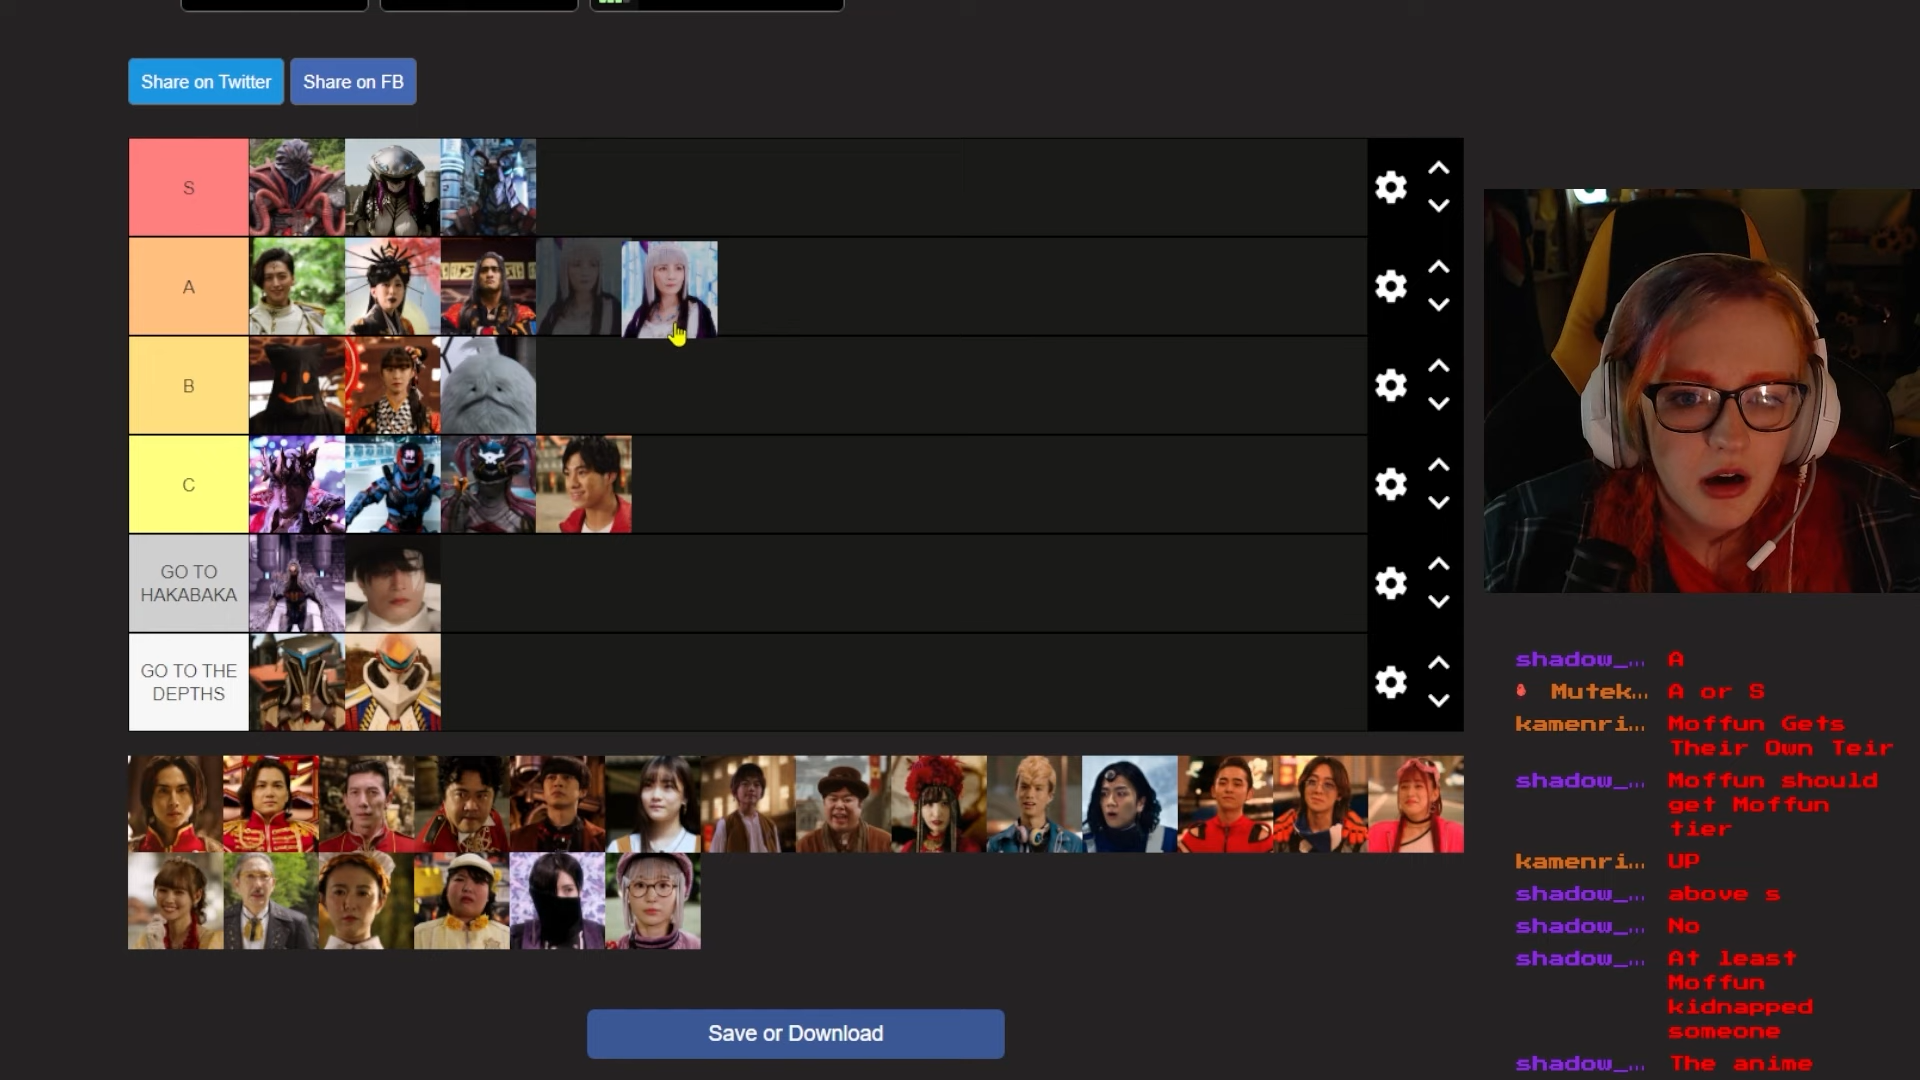 Share on Twitter
Share on FB
S
A
B
C
GO TO
HAKABAKA
GO TO THE
DEPTHS
Save or Download
shadow_... A
Mutek... A or S
kamenri... Moffun Gets
Their Own Teir
shadow_... Moffun should
get Moffun
tier
kamenri... UP
shadow_... above s
shadow_... No
shadow_... At least
Moffun
kidnapped
someone
shadow_... The anime